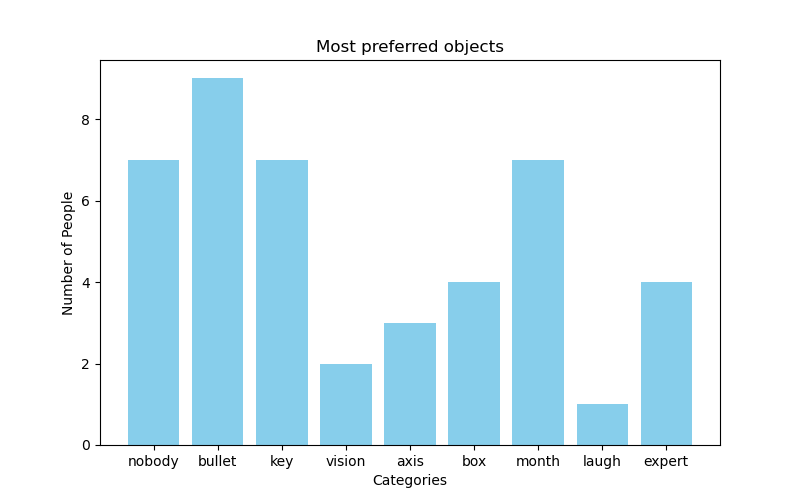 Most preferred objects
Number of People
8
6
4
2
0
nobody bullet key vision axis box month laugh expert
Categories